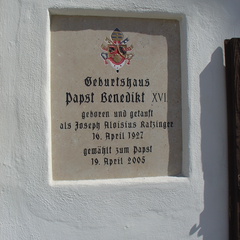 Geburtshaus
Papst Benedikt XVI.
geboren und getauft
als Joseph Aloisius Ratzinger
16. April 1927
gewählt zum Papst
19. April 2005